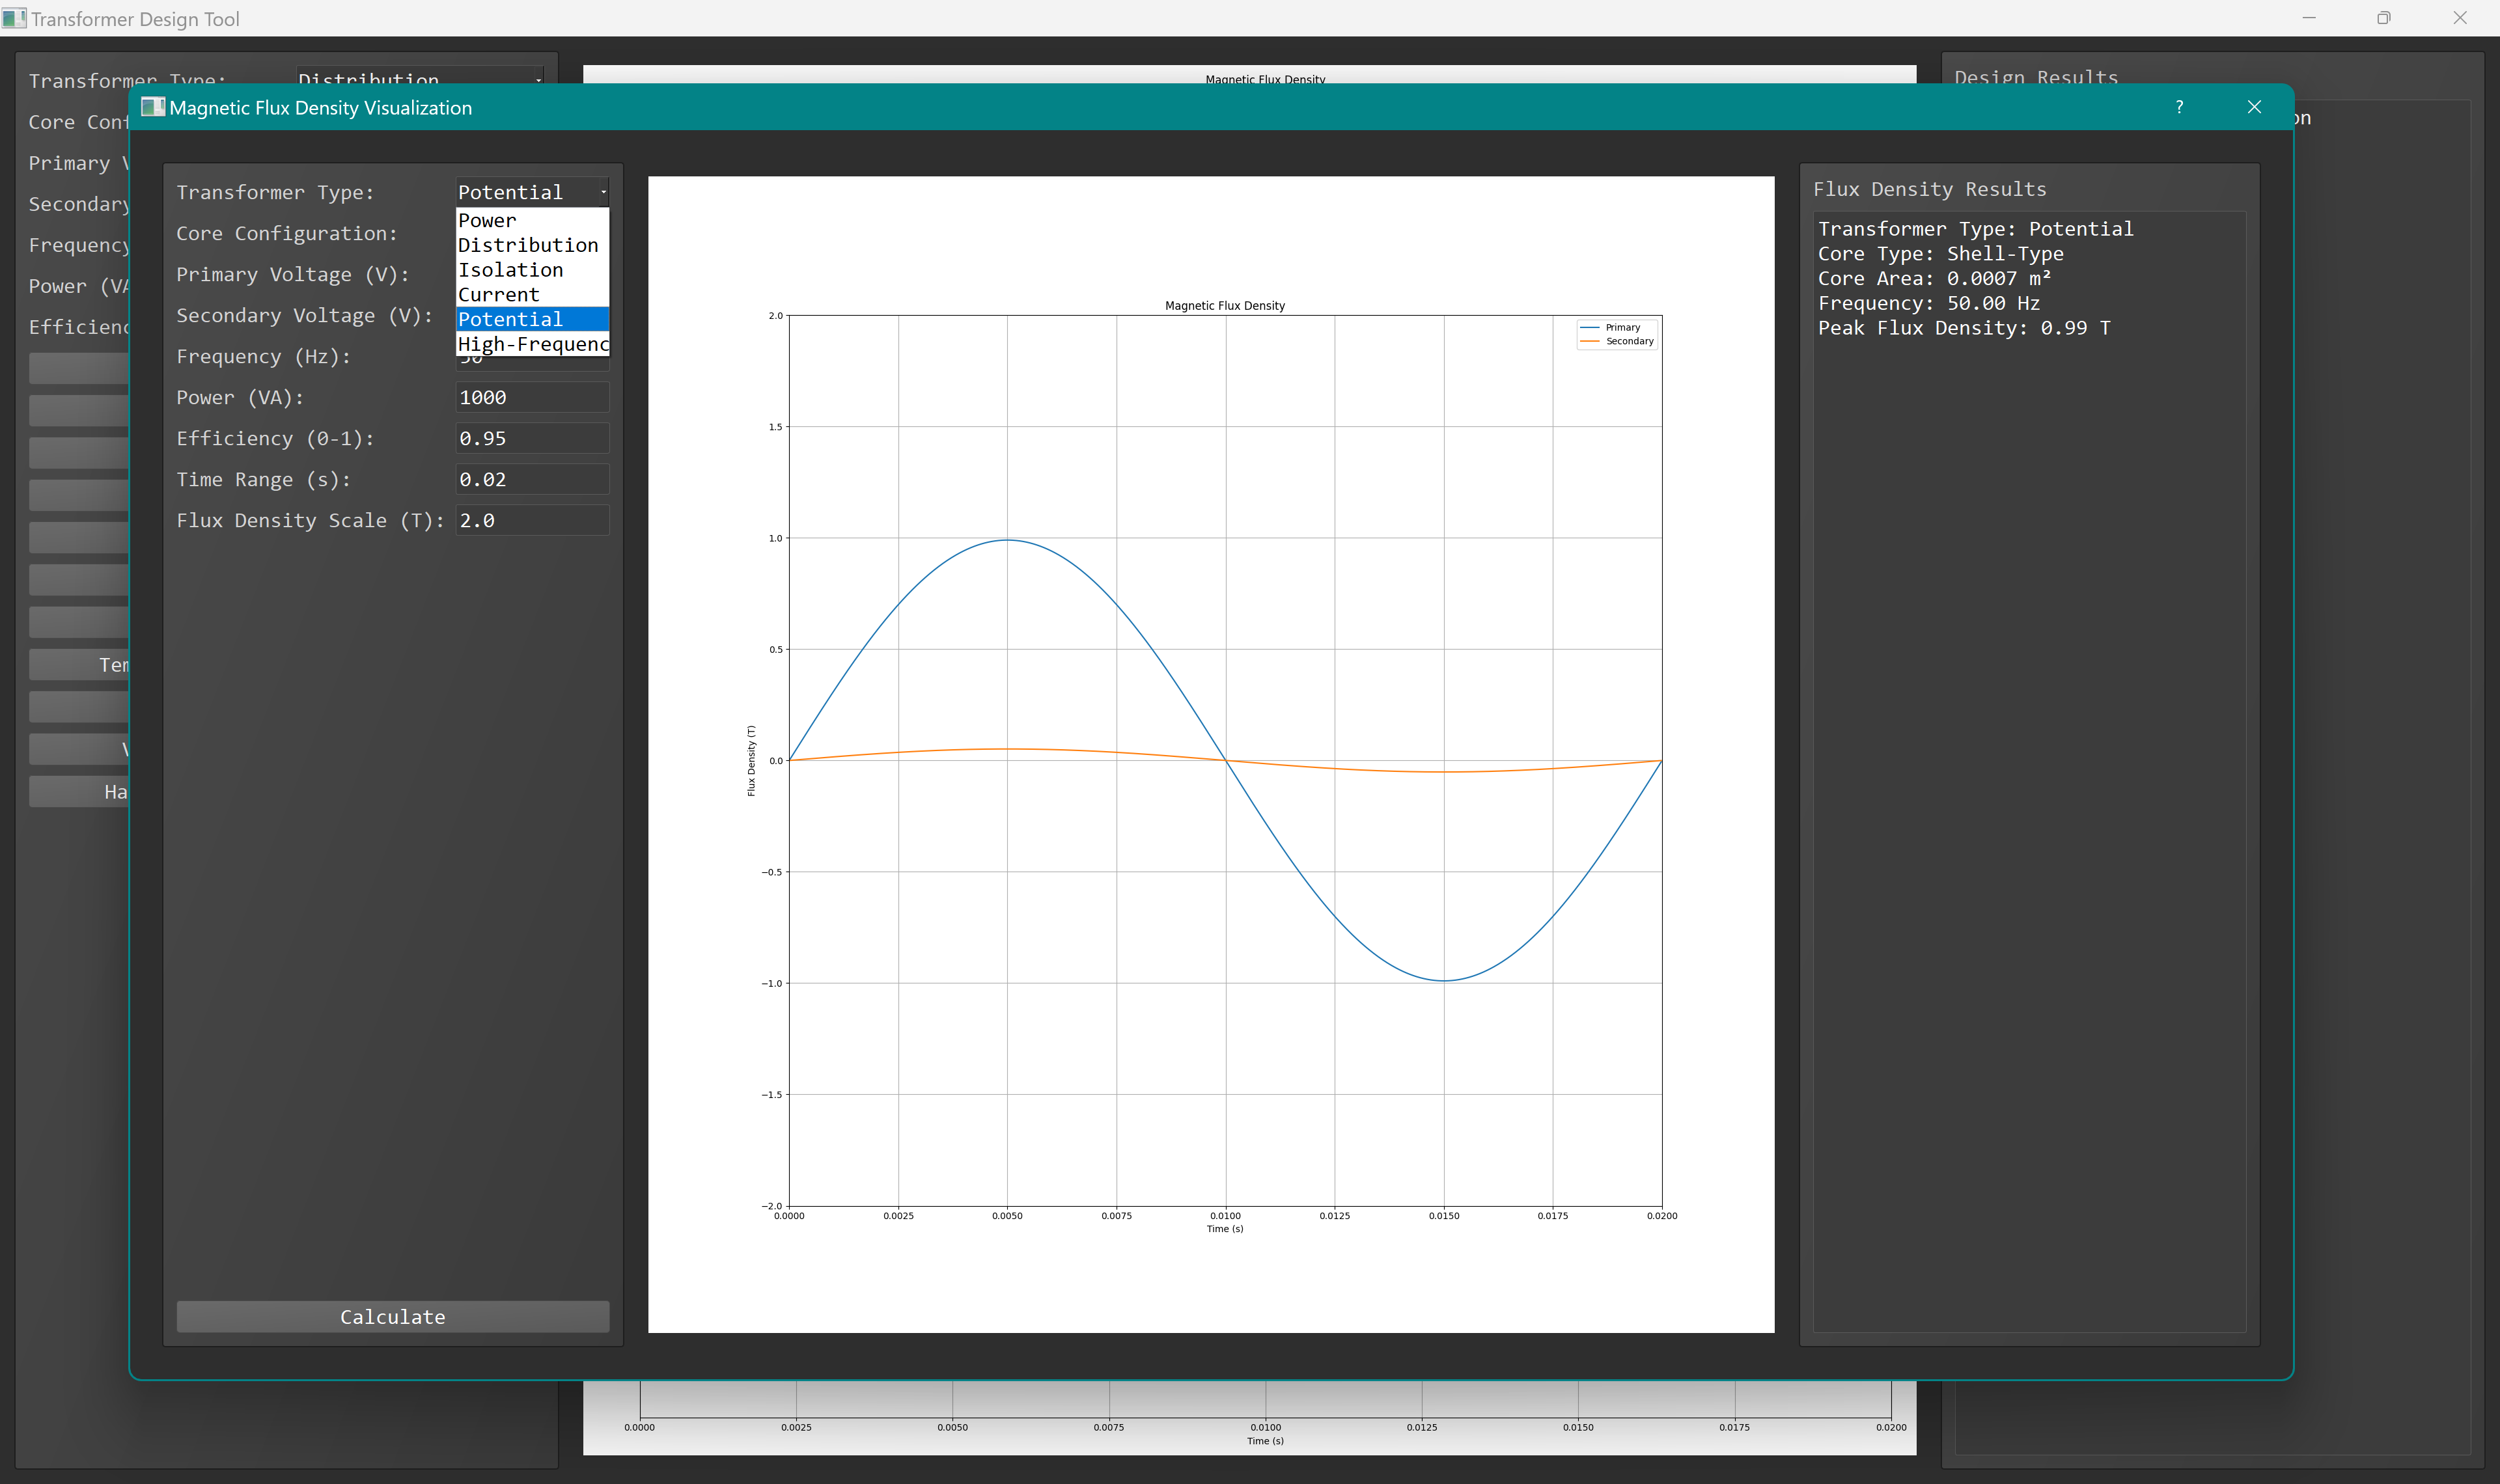 Transformer Design Tool
Transformer Type: Distribution
Magnetic Flux Density
Design Results
Magnetic Flux Density Visualization
?
Core Conf
Primary V
Secondary
Frequency
Power (VA
Efficienc
Ter
V
Ha
on
Transformer Type: Potential
Power
Distribution
Isolation
Current
Potential
High-Frequenc
Core Configuration:
Primary Voltage (V):
Secondary Voltage (V):
Frequency (Hz): 50
Power (VA): 1000
Efficiency (0-1): 0.95
Time Range (s): 0.02
Flux Density Scale (T): 2.0
Calculate
Magnetic Flux Density
Primary
Secondary
2.0
1.5
1.0
0.5
0.0
−0.5
−1.0
−1.5
−2.0
Flux Density (T)
0.0000 0.0025 0.0050 0.0075 0.0100 0.0125 0.0150 0.0175 0.0200
Time (s)
Flux Density Results
Transformer Type: Potential
Core Type: Shell-Type
Core Area: 0.0007 m²
Frequency: 50.00 Hz
Peak Flux Density: 0.99 T
0.0000 0.0025 0.0050 0.0075 0.0100 0.0125 0.0150 0.0175 0.0200
Time (s)